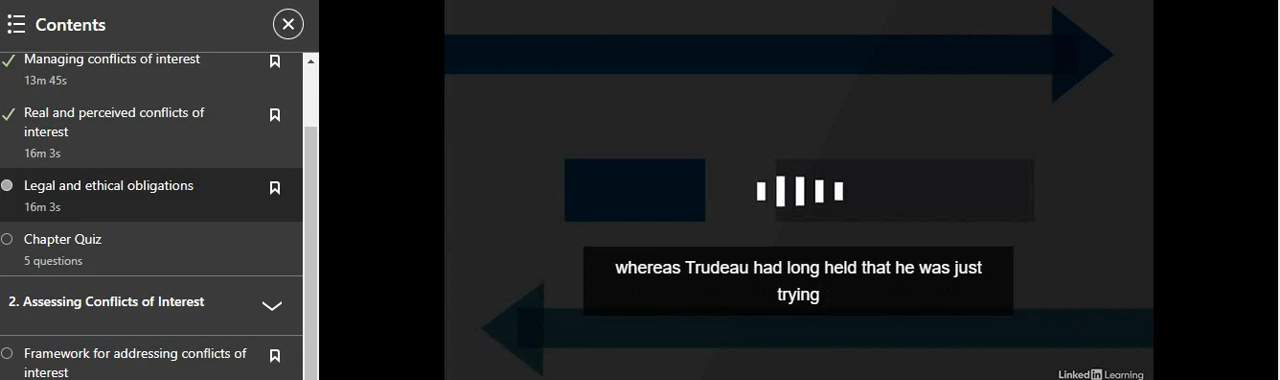 Contents
Managing conflicts of interest
13m 45s
Real and perceived conflicts of
interest
16m 3s
Legal and ethical obligations
16m 3s
Chapter Quiz
5 questions
2. Assessing Conflicts of Interest
Framework for addressing conflicts of
interest
whereas Trudeau had long held that he was just
trying
Linked in Learning